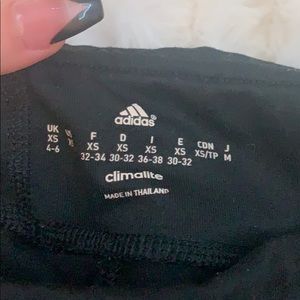 adidas®
UK F D I E CDN J
XS XS XS XS XS XS/TP M
4-6 32-34 30-32 36-38 30-32
climalite
MADE IN THAILAND